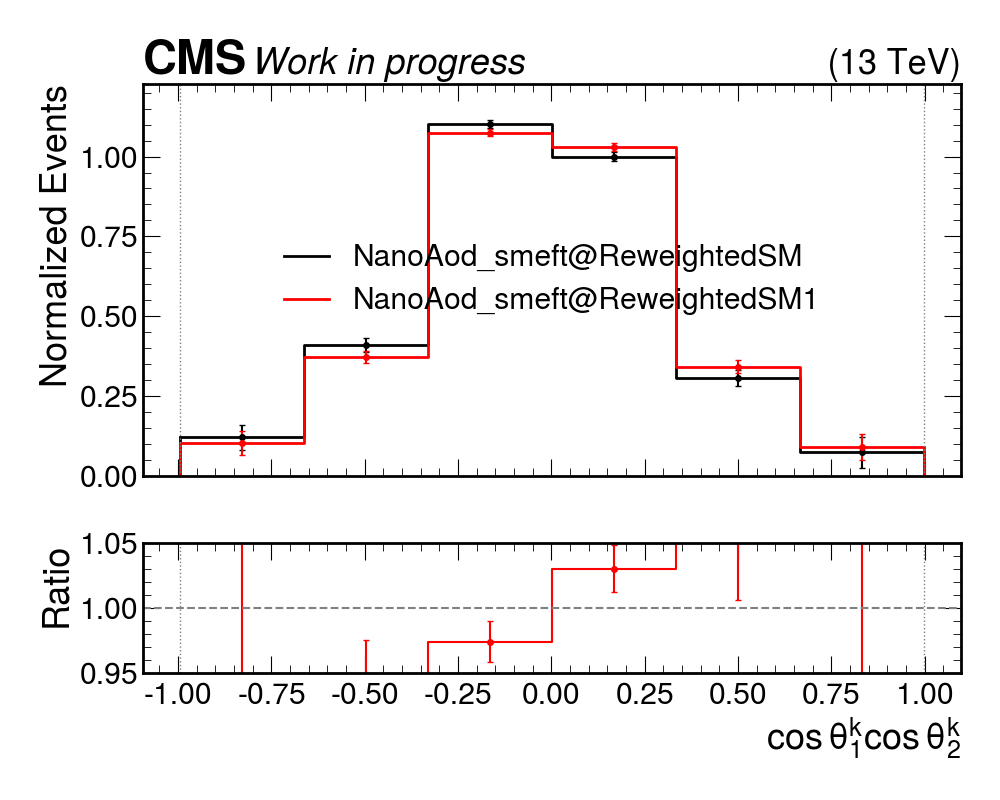 CMS Work in progress (13 TeV)
Normalized Events
1.00
0.75
0.50
0.25
0.00
NanoAod_smeft@ReweightedSM
NanoAod_smeft@ReweightedSM1
Ratio
1.05
1.00
0.95
-1.00 -0.75 -0.50 -0.25 0.00 0.25 0.50 0.75 1.00
cos θ₁ᵏcos θ₂ᵏ